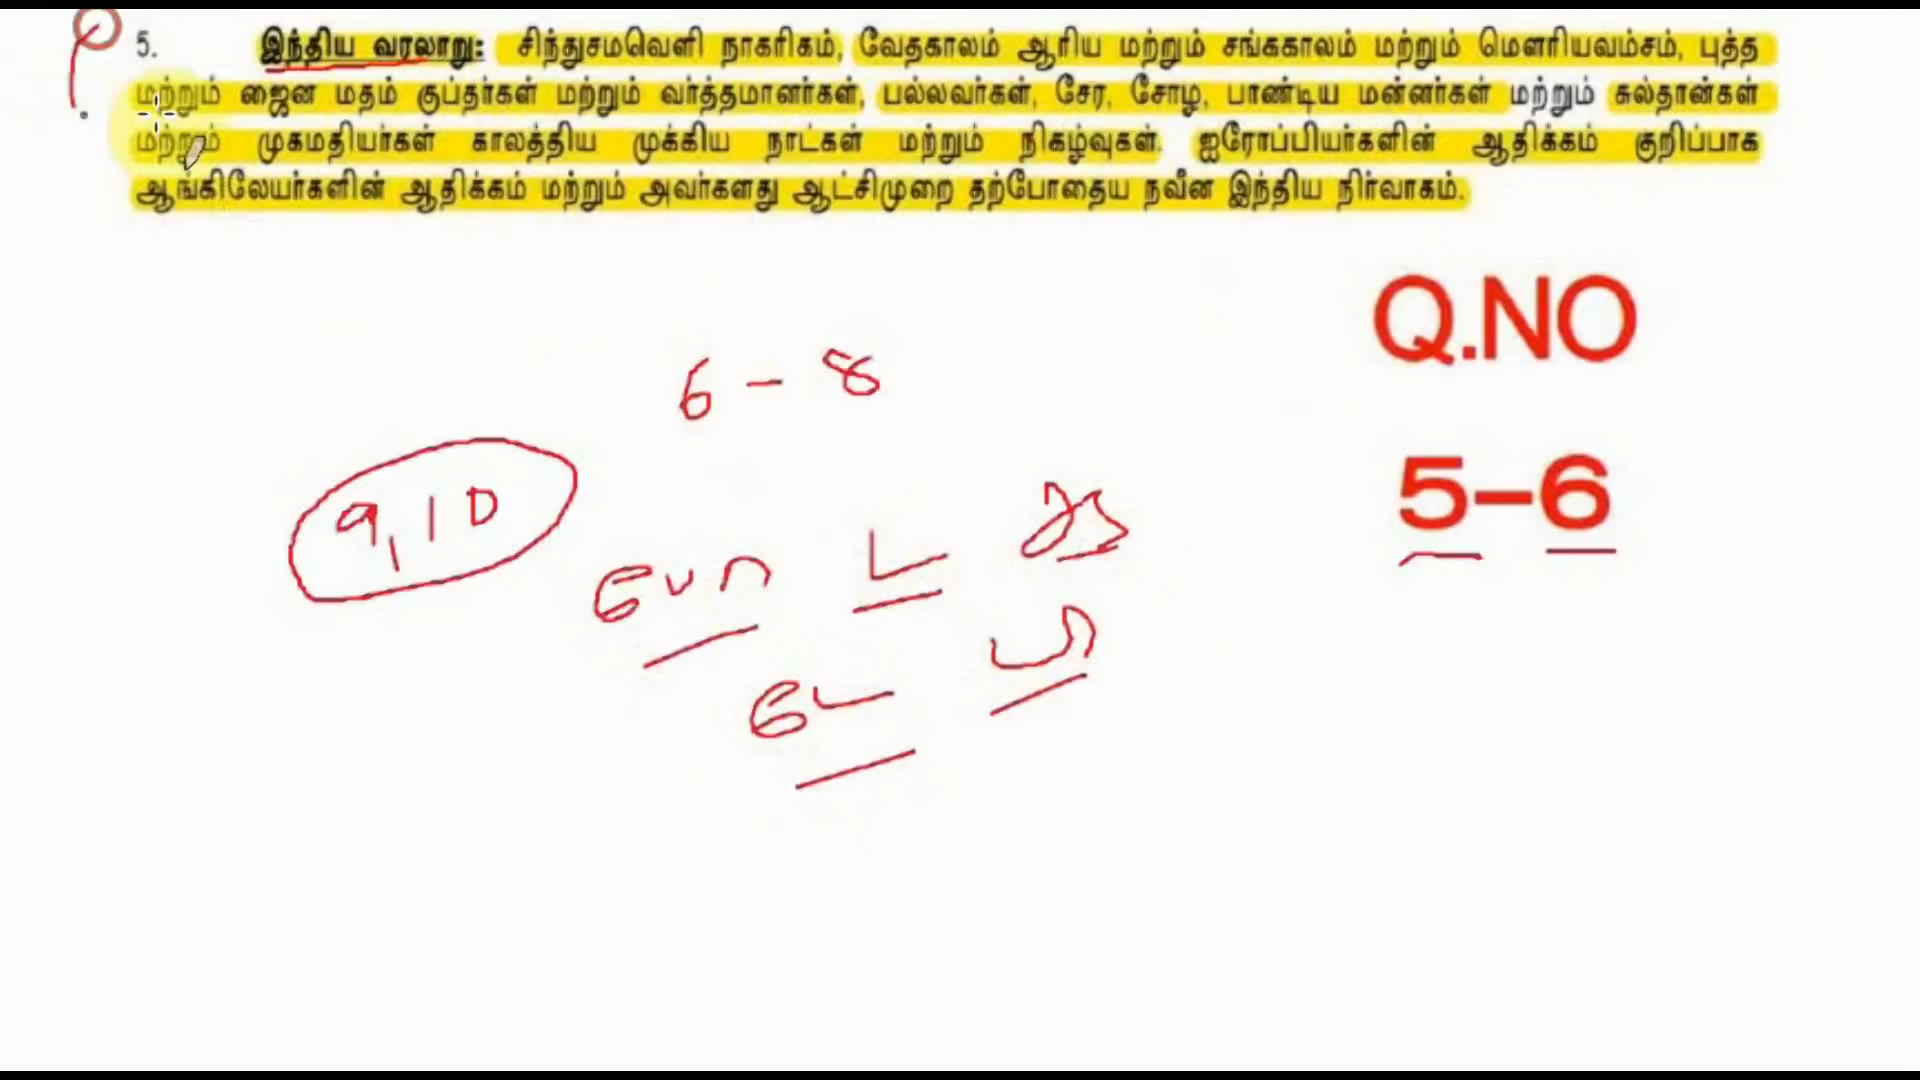 5. இந்திய வரலாறு: சிந்துசமவெளி நாகரிகம், வேதகாலம் ஆரிய மற்றும் சங்ககாலம் மற்றும் மௌரியவம்சம், புத்த
மற்றும் ஜைன மதம் குப்தர்கள் மற்றும் வர்த்தமானர்கள், பல்லவர்கள், சேர, சோழ, பாண்டிய மன்னர்கள் மற்றும் சுல்தான்கள்
மற்றும் முகமதியர்கள் காலத்திய முக்கிய நாட்கள் மற்றும் நிகழ்வுகள். ஐரோப்பியர்களின் ஆதிக்கம் குறிப்பாக
ஆங்கிலேயர்களின் ஆதிக்கம் மற்றும் அவர்களது ஆட்சிமுறை தற்போதைய நவீன இந்திய நிர்வாகம்.
Q.NO
6 - 8
5-6
9, 10